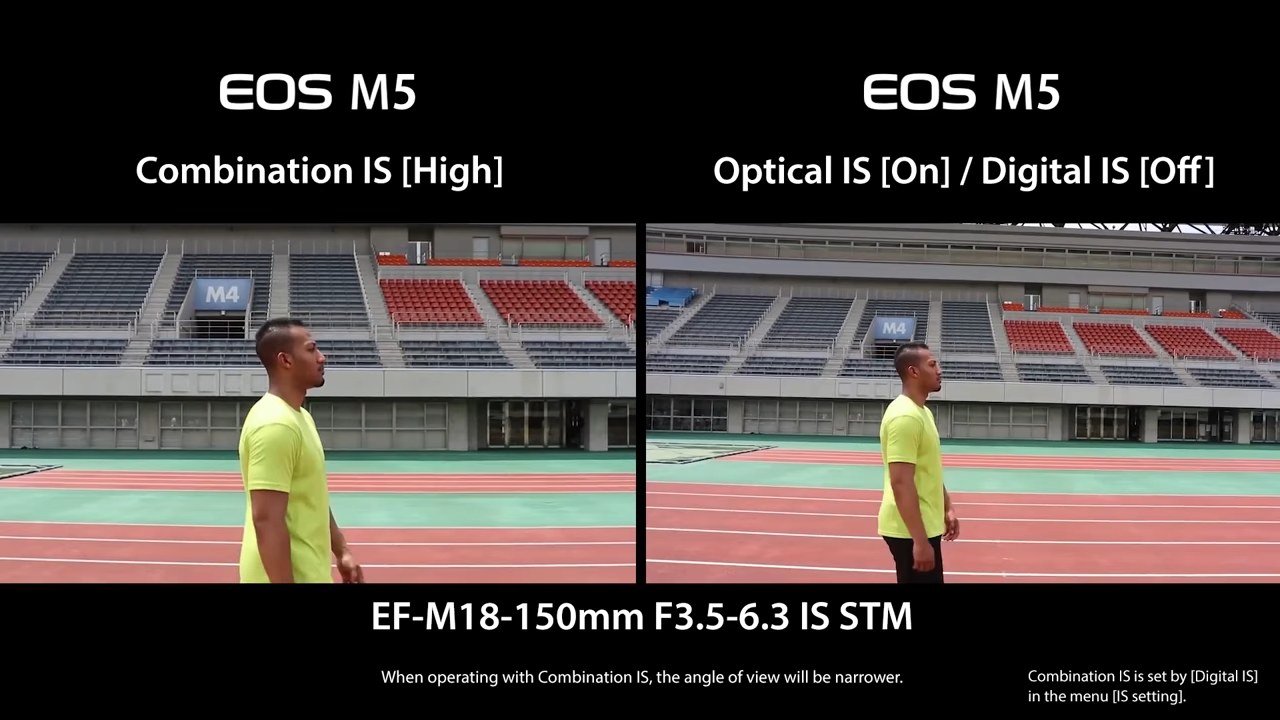 EOS M5
EOS M5
Combination IS [High]
Optical IS [On] / Digital IS [Off]
M4
M4
EF-M18-150mm F3.5-6.3 IS STM
When operating with Combination IS, the angle of view will be narrower.
Combination IS is set by [Digital IS]
in the menu [IS setting].